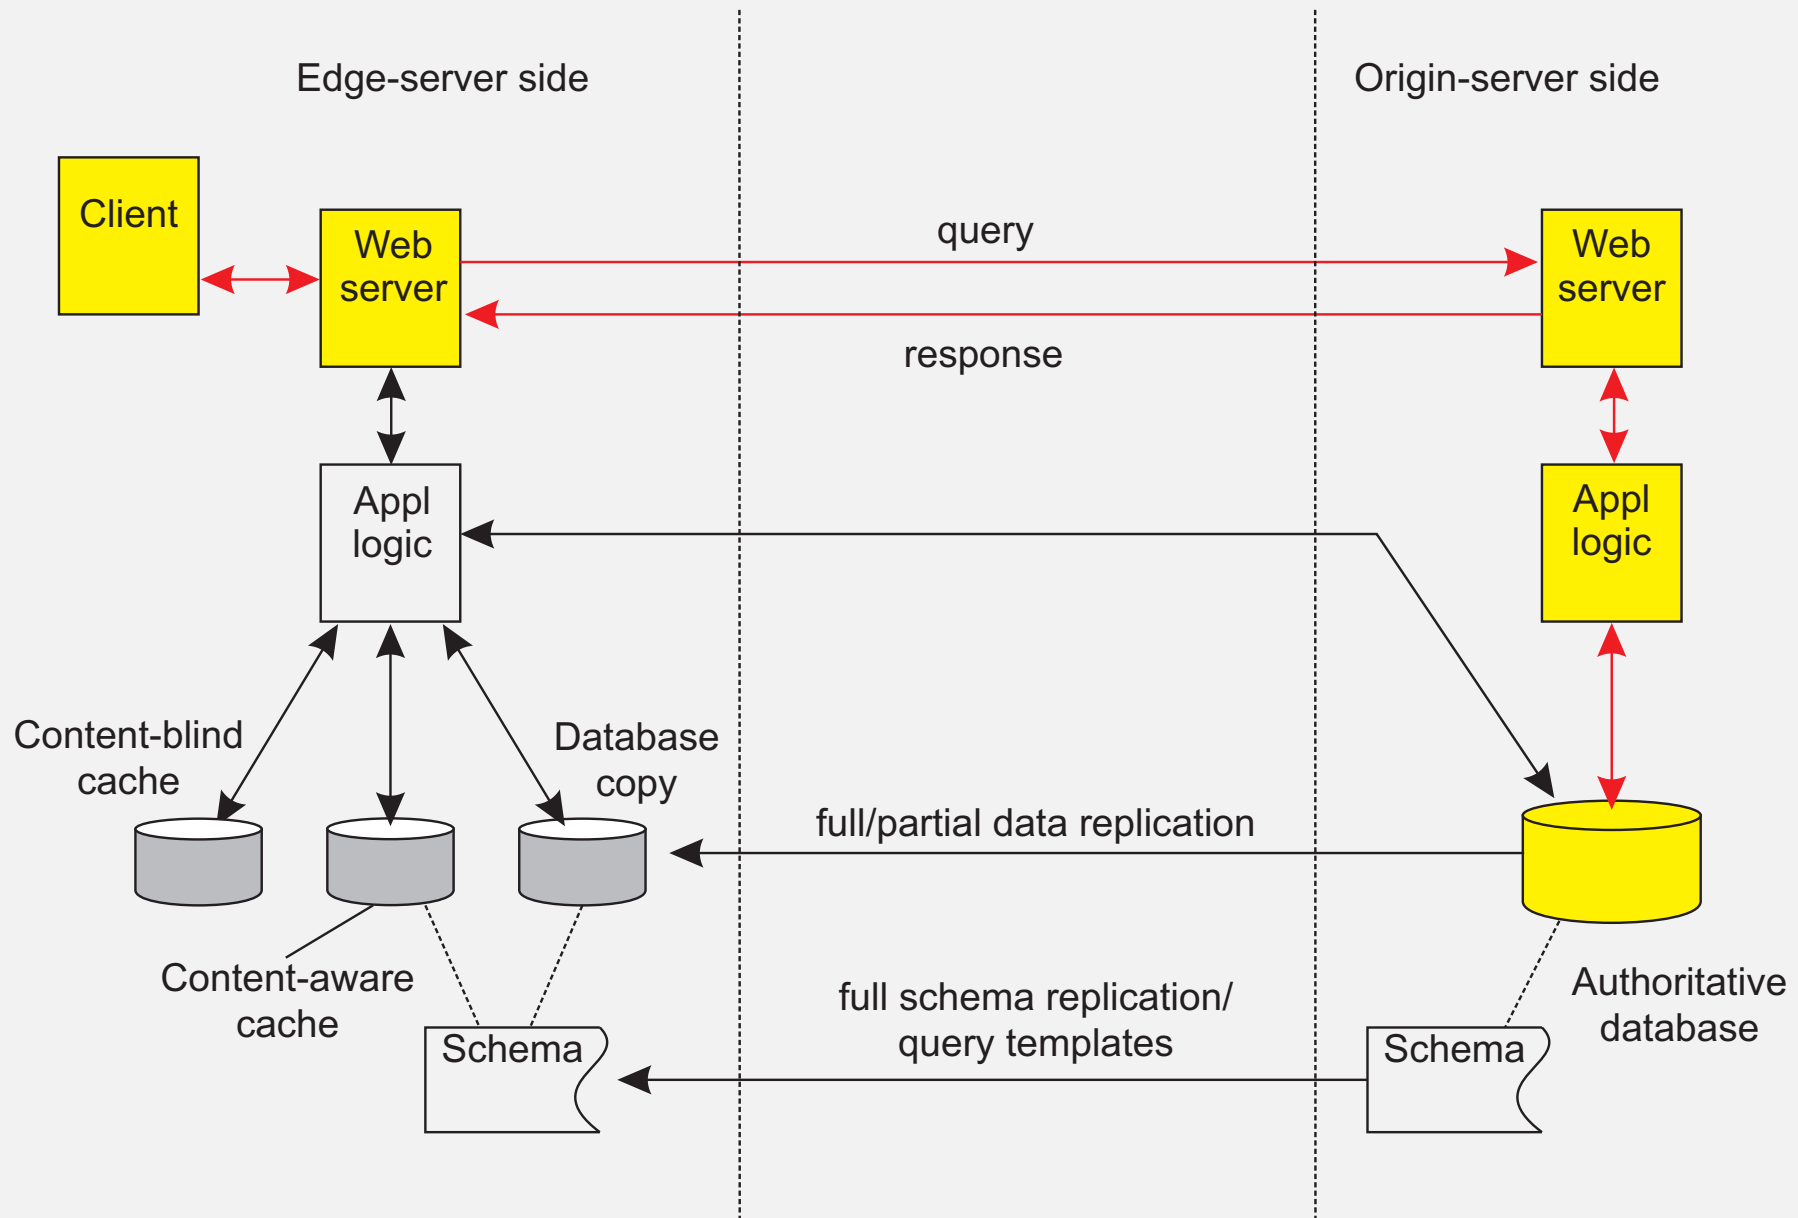 Edge-server side
Origin-server side
Client
Web
server
query
response
Web
server
Appl
logic
Appl
logic
Content-blind
cache
Database
copy
full/partial data replication
Content-aware
cache
Schema
full schema replication/
query templates
Schema
Authoritative
database